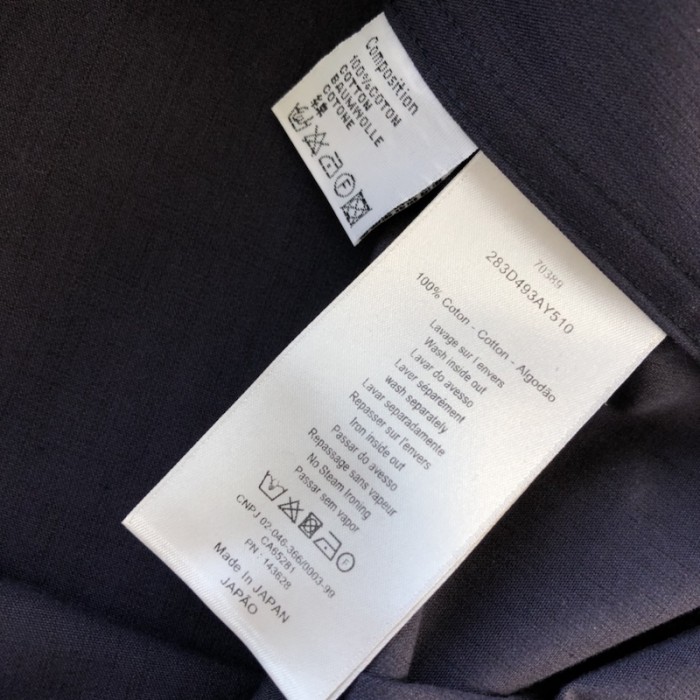 Composition
100%COTON
COTTON
BAUMWOLLE
COTONE
棉
F
70389
283D493AY510
100% Coton - Cotton - Algodão
Lavage sur l'envers
Wash inside out
Lavar do avesso
Laver séparément
wash separately
Lavar separadamente
Repasser sur l'envers
Iron inside out
Passar do avesso
Repassage sans vapeur
No Steam Ironing
Passar sem vapor
F
CNPJ 02-046-366/0003-99
CA65281
PN : 143628
Made In JAPAN
JAPÃO